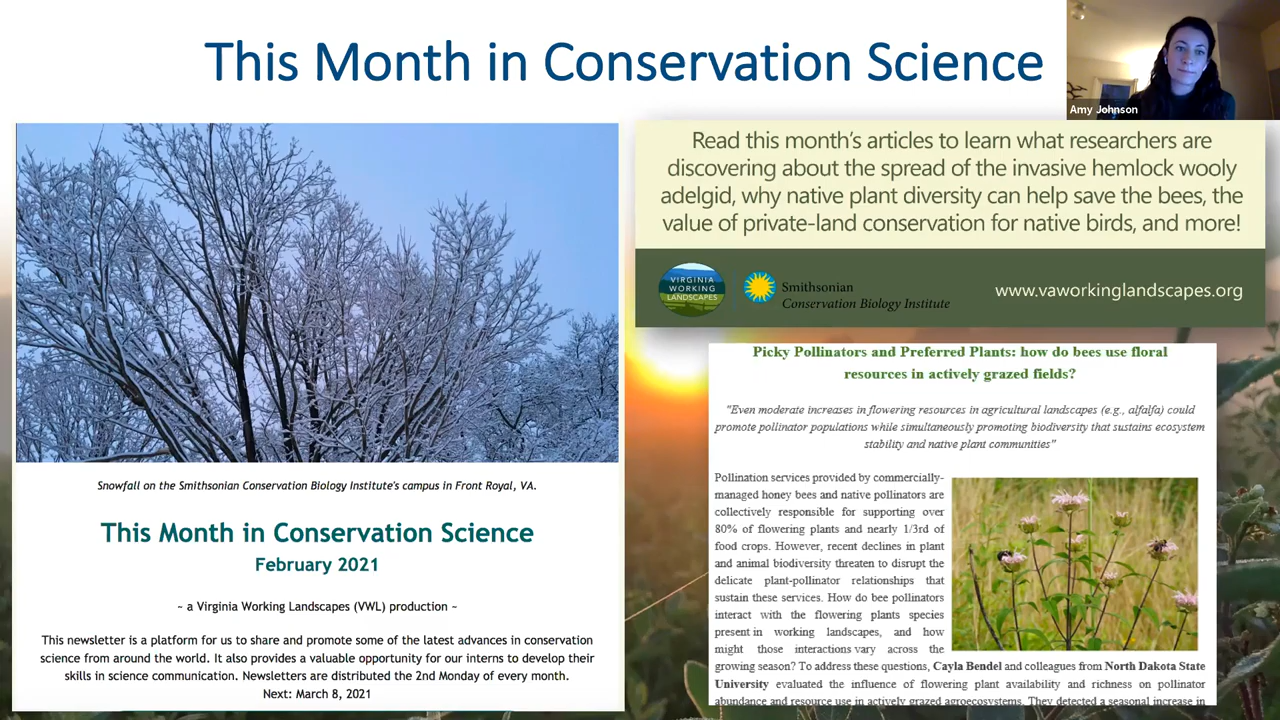 This Month in Conservation Science
Amy Johnson
Snowfall on the Smithsonian Conservation Biology Institute's campus in Front Royal, VA.
This Month in Conservation Science
February 2021
~ a Virginia Working Landscapes (VWL) production ~
This newsletter is a platform for us to share and promote some of the latest advances in conservation
science from around the world. It also provides a valuable opportunity for our interns to develop their
skills in science communication. Newsletters are distributed the 2nd Monday of every month.
Next: March 8, 2021
Read this month's articles to learn what researchers are
discovering about the spread of the invasive hemlock wooly
adelgid, why native plant diversity can help save the bees, the
value of private-land conservation for native birds, and more!
VIRGINIA
WORKING
LANDSCAPES
Smithsonian
Conservation Biology Institute
www.vaworkinglandscapes.org
Picky Pollinators and Preferred Plants: how do bees use floral
resources in actively grazed fields?
"Even moderate increases in flowering resources in agricultural landscapes (e.g., alfalfa) could
promote pollinator populations while simultaneously promoting biodiversity that sustains ecosystem
stability and native plant communities"
Pollination services provided by commercially-
managed honey bees and native pollinators are
collectively responsible for supporting over
80% of flowering plants and nearly 1/3rd of
food crops. However, recent declines in plant
and animal biodiversity threaten to disrupt the
delicate plant-pollinator relationships that
sustain these services. How do bee pollinators
interact with the flowering plants species
present in working landscapes, and how
might those interactions vary across the
growing season? To address these questions, Cayla Bendel and colleagues from North Dakota State
University evaluated the influence of flowering plant availability and richness on pollinator
abundance and resource use in actively grazed agroecosystems. They detected a seasonal increase in